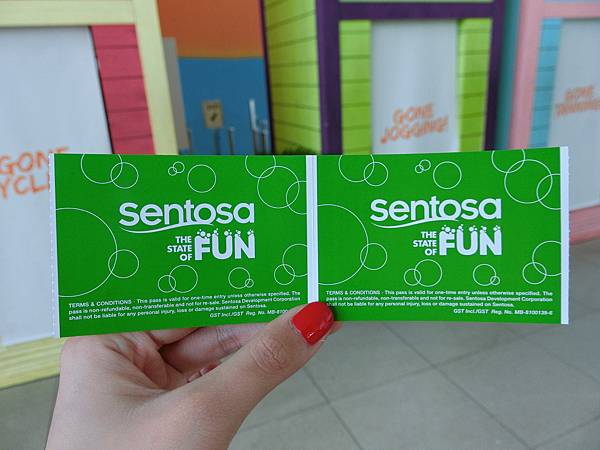 GONE
JOGGING!
GONE
GONE
sentosa
THE STATE OF FUN
TERMS & CONDITIONS - This pass is valid for one-time entry unless otherwise specified. The
pass is non-refundable, non-transferable and not for re-sale. Sentosa Development Corporation
shall not be liable for any personal injury, loss or damage sustained on Sentosa.
GST Incl./GST Reg. No. MB-8100
sentosa
THE STATE OF FUN
TERMS & CONDITIONS - This pass is valid for one-time entry unless otherwise specified. The
pass is non-refundable, non-transferable and not for re-sale. Sentosa Development Corporation
shall not be liable for any personal injury, loss or damage sustained on Sentosa.
GST Incl./GST Reg. No. MB-8100139-6